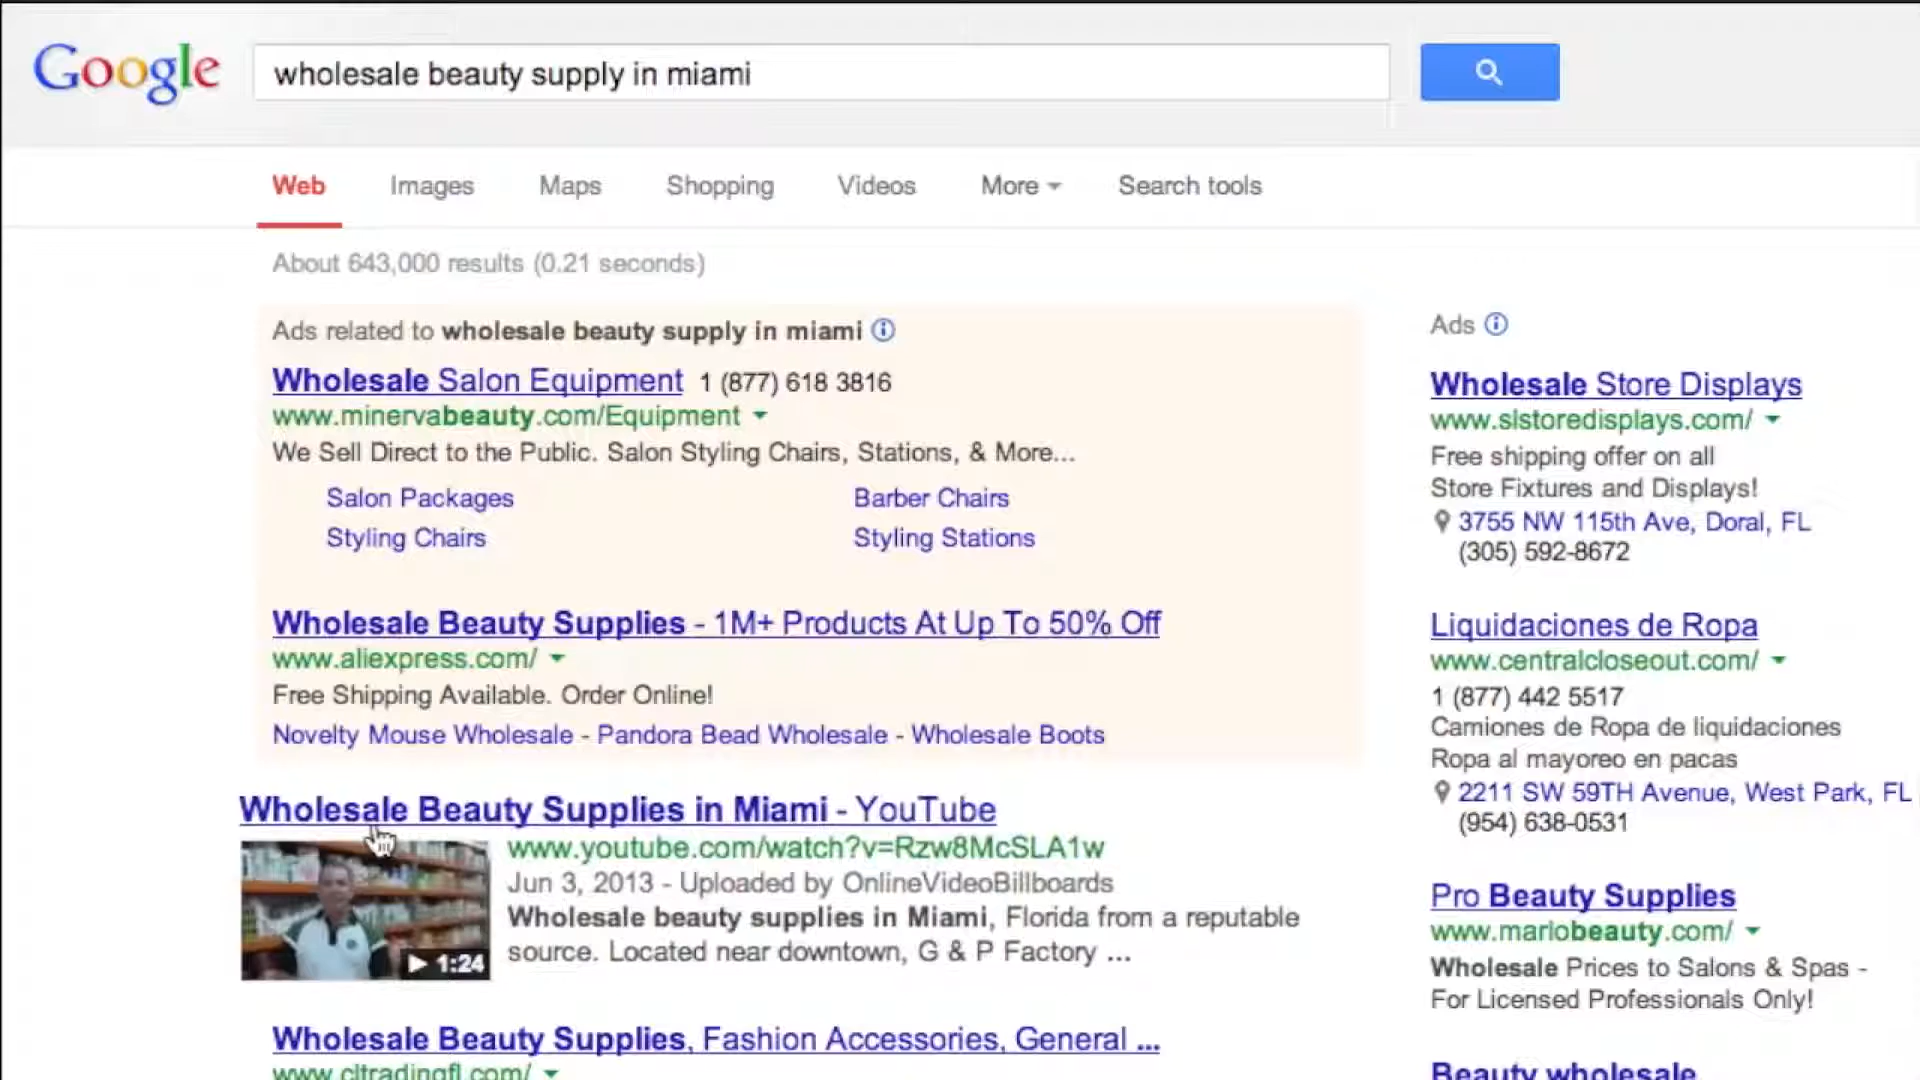 Google
wholesale beauty supply in miami
Web Images Maps Shopping Videos More Search tools
About 643,000 results (0.21 seconds)
Ads related to wholesale beauty supply in miami
Wholesale Salon Equipment 1 (877) 618 3816
www.minervabeauty.com/Equipment
We Sell Direct to the Public. Salon Styling Chairs, Stations, & More...
Salon Packages Barber Chairs
Styling Chairs Styling Stations
Wholesale Beauty Supplies - 1M+ Products At Up To 50% Off
www.aliexpress.com/
Free Shipping Available. Order Online!
Novelty Mouse Wholesale - Pandora Bead Wholesale - Wholesale Boots
Wholesale Beauty Supplies in Miami - YouTube
www.youtube.com/watch?v=Rzw8McSLA1w
Jun 3, 2013 - Uploaded by OnlineVideoBillboards
Wholesale beauty supplies in Miami, Florida from a reputable
source. Located near downtown, G & P Factory ...
1:24
Wholesale Beauty Supplies, Fashion Accessories, General ...
www.cltradingfl.com/
Ads
Wholesale Store Displays
www.slstoredisplays.com/
Free shipping offer on all
Store Fixtures and Displays!
3755 NW 115th Ave, Doral, FL
(305) 592-8672
Liquidaciones de Ropa
www.centralcloseout.com/
1 (877) 442 5517
Camiones de Ropa de liquidaciones
Ropa al mayoreo en pacas
2211 SW 59TH Avenue, West Park, FL
(954) 638-0531
Pro Beauty Supplies
www.mariobeauty.com/
Wholesale Prices to Salons & Spas -
For Licensed Professionals Only!
Beauty wholesale